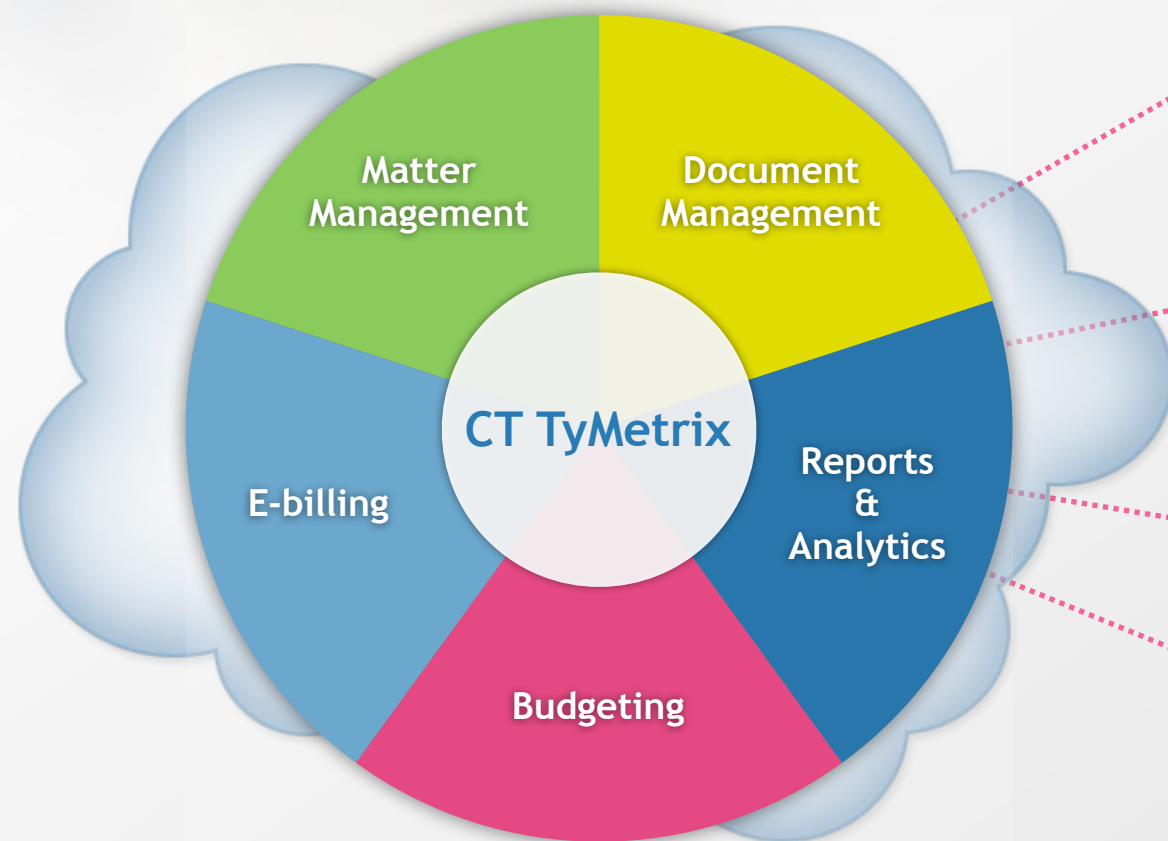 Matter
Management
Document
Management
CT TyMetrix
Reports
&
Analytics
E-billing
Budgeting